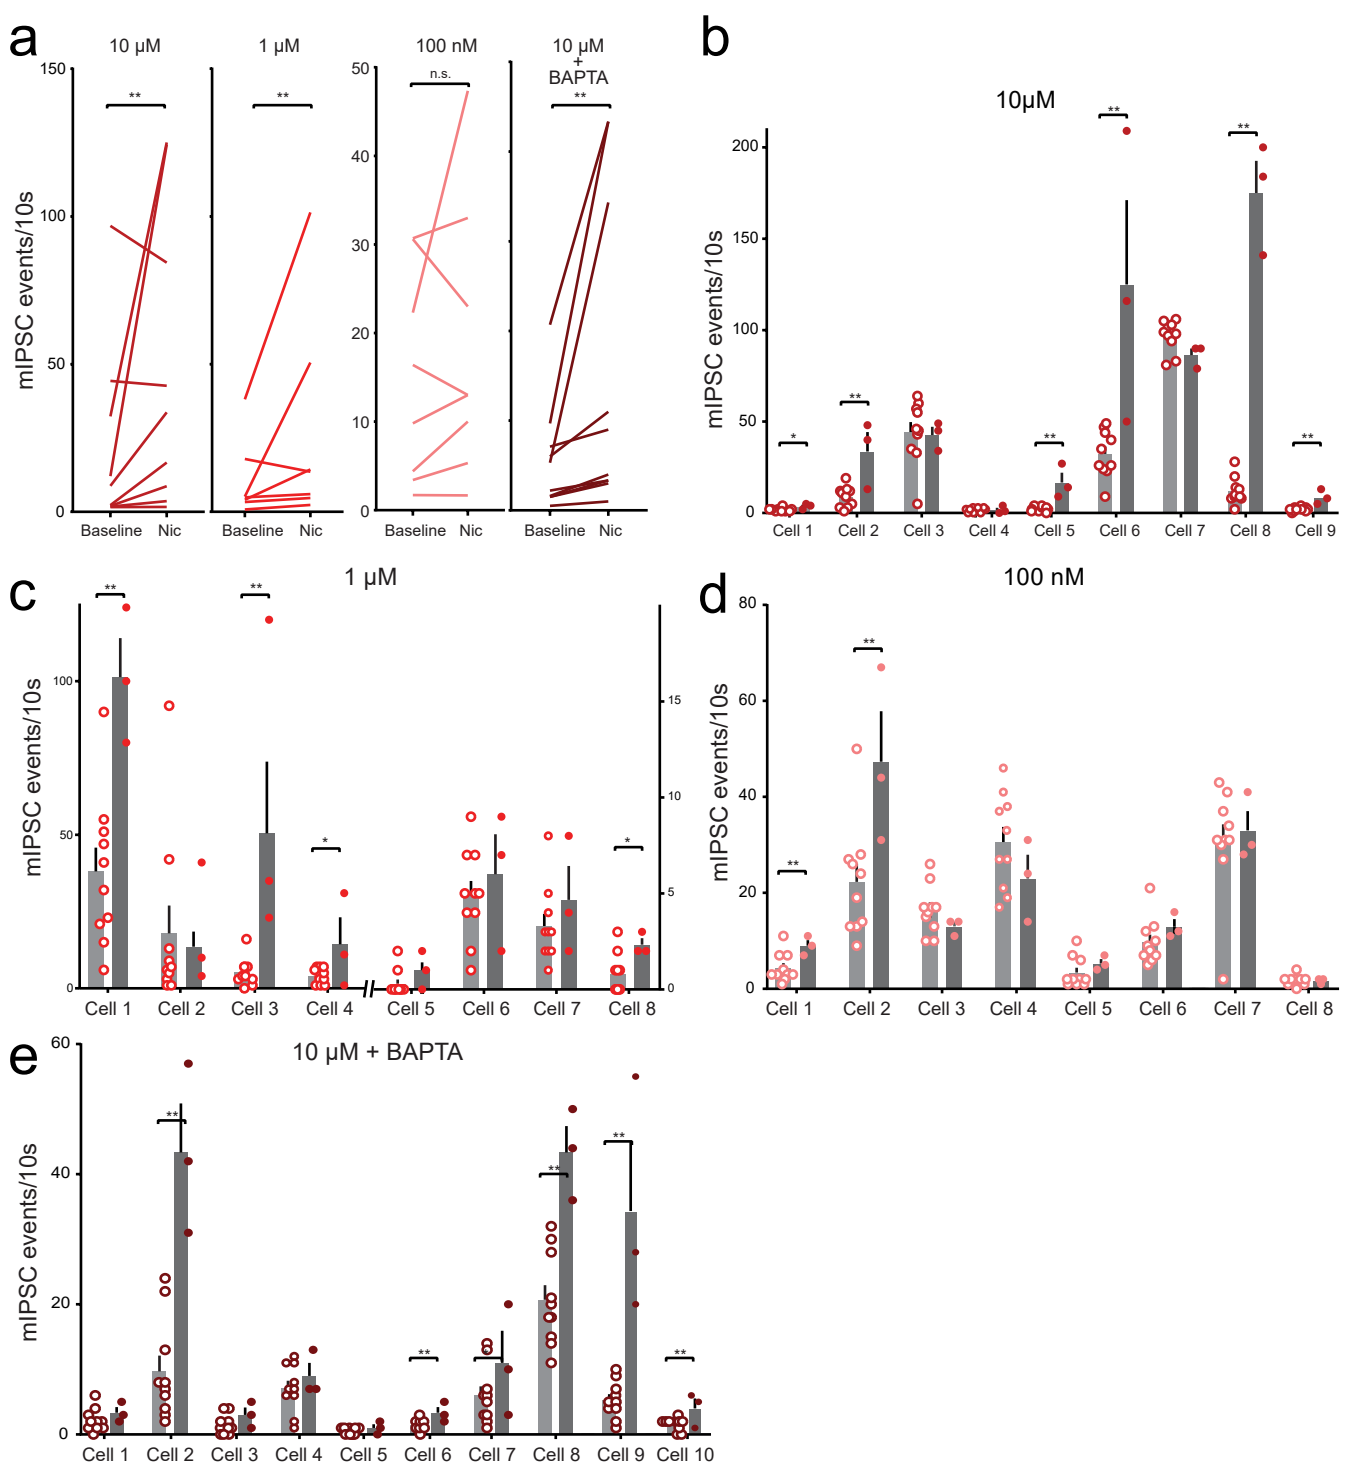 a
10 µM
1 µM
100 nM
10 µM
+
BAPTA
**
**
n.s.
**
mIPSC events/10s
150
100
50
0
50
40
30
20
10
0
Baseline Nic
Baseline Nic
Baseline Nic
Baseline Nic
b
10µM
mIPSC events/10s
200
150
100
50
0
*
**
**
**
**
**
Cell 1 Cell 2 Cell 3 Cell 4 Cell 5 Cell 6 Cell 7 Cell 8 Cell 9
c
1 µM
mIPSC events/10s
100
50
0
15
10
5
0
**
**
*
*
Cell 1 Cell 2 Cell 3 Cell 4 Cell 5 Cell 6 Cell 7 Cell 8
d
100 nM
mIPSC events/10s
80
60
40
20
0
**
**
Cell 1 Cell 2 Cell 3 Cell 4 Cell 5 Cell 6 Cell 7 Cell 8
e
10 µM + BAPTA
mIPSC events/10s
60
40
20
0
**
**
**
**
**
Cell 1 Cell 2 Cell 3 Cell 4 Cell 5 Cell 6 Cell 7 Cell 8 Cell 9 Cell 10